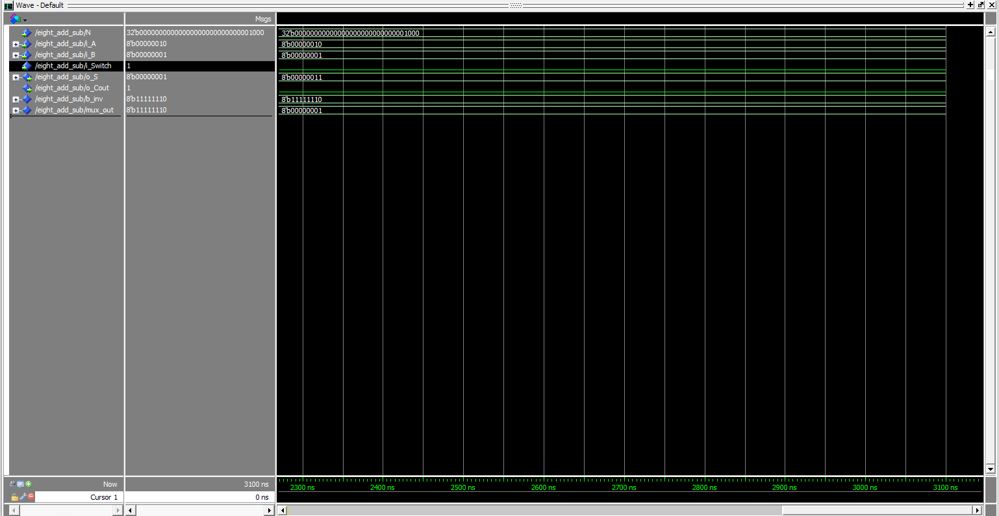 Wave - Default
Msgs
/eight_add_sub/N 32'b00000000000000000000000000001000 32'b00000000000000000000000000001000
/eight_add_sub/i_A 8'b00000010 8'b00000010
/eight_add_sub/i_B 8'b00000001 8'b00000001
/eight_add_sub/i_Switch 1
/eight_add_sub/o_S 8'b00000001 8'b00000011
/eight_add_sub/o_Cout 1
/eight_add_sub/b_inv 8'b11111110 8'b11111110
/eight_add_sub/mux_out 8'b11111110 8'b00000001
Now 3100 ns 2300 ns 2400 ns 2500 ns 2600 ns 2700 ns 2800 ns 2900 ns 3000 ns 3100 ns
Cursor 1 0 ns